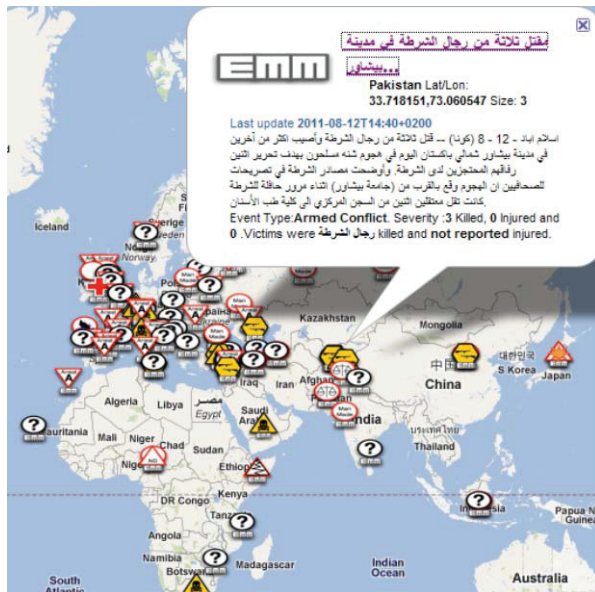 مقتل ثلاثة من رجال الشرطة في مدينة
بيشاور...
EMM
Pakistan Lat/Lon:
33.718151,73.060547 Size: 3
Last update 2011-08-12T14:40+0200
اسلام اباد - 12 - 8 (كونا) -- قتل ثلاثة من رجال الشرطة وأصيب اكثر من آخرين
في مدينة بيشاور شمالي باكستان اليوم في هجوم شنه مسلحون بهدف تحرير اثنين
رفاقهم المحتجزين لدى الشرطة. وأوضحت مصادر الشرطة في تصريحات
للصحافيين ان الهجوم وقع بالقرب من (جامعة بيشاور) اثناء مرور حافلة للشرطة
كانت تقل معتقلين اثنين من السجن المركزي الى كلية طب الأسنان.
Event Type:Armed Conflict. Severity :3 Killed, 0 Injured and
0 .Victims were رجال الشرطة killed and not reported injured.
Iceland
Norway
Kazakhstan
Mongolia
中国
China
대한민국
S Korea
Japan
Iraq
Iran
Algeria
Libya
مصر
Egypt
Saudi
Mali
Niger
Chad
Sudan
Thailand
Kenya
DR Congo
Angola
Papua N
Guinea
Namibia
Madagascar
Indian
Ocean
South
Atlantic
Australia